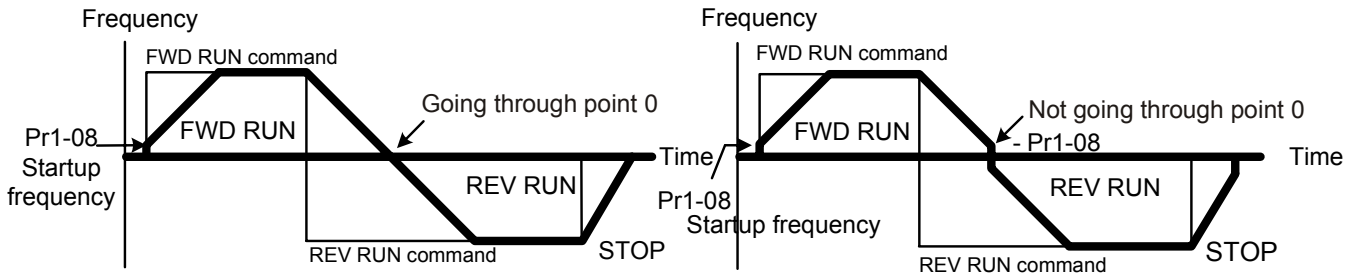 Frequency
FWD RUN command
Going through point 0
FWD RUN
Pr1-08
Startup
frequency
Time
REV RUN
REV RUN command
STOP
Frequency
FWD RUN command
Not going through point 0
FWD RUN
- Pr1-08
Time
REV RUN
Pr1-08
Startup frequency
STOP
REV RUN command